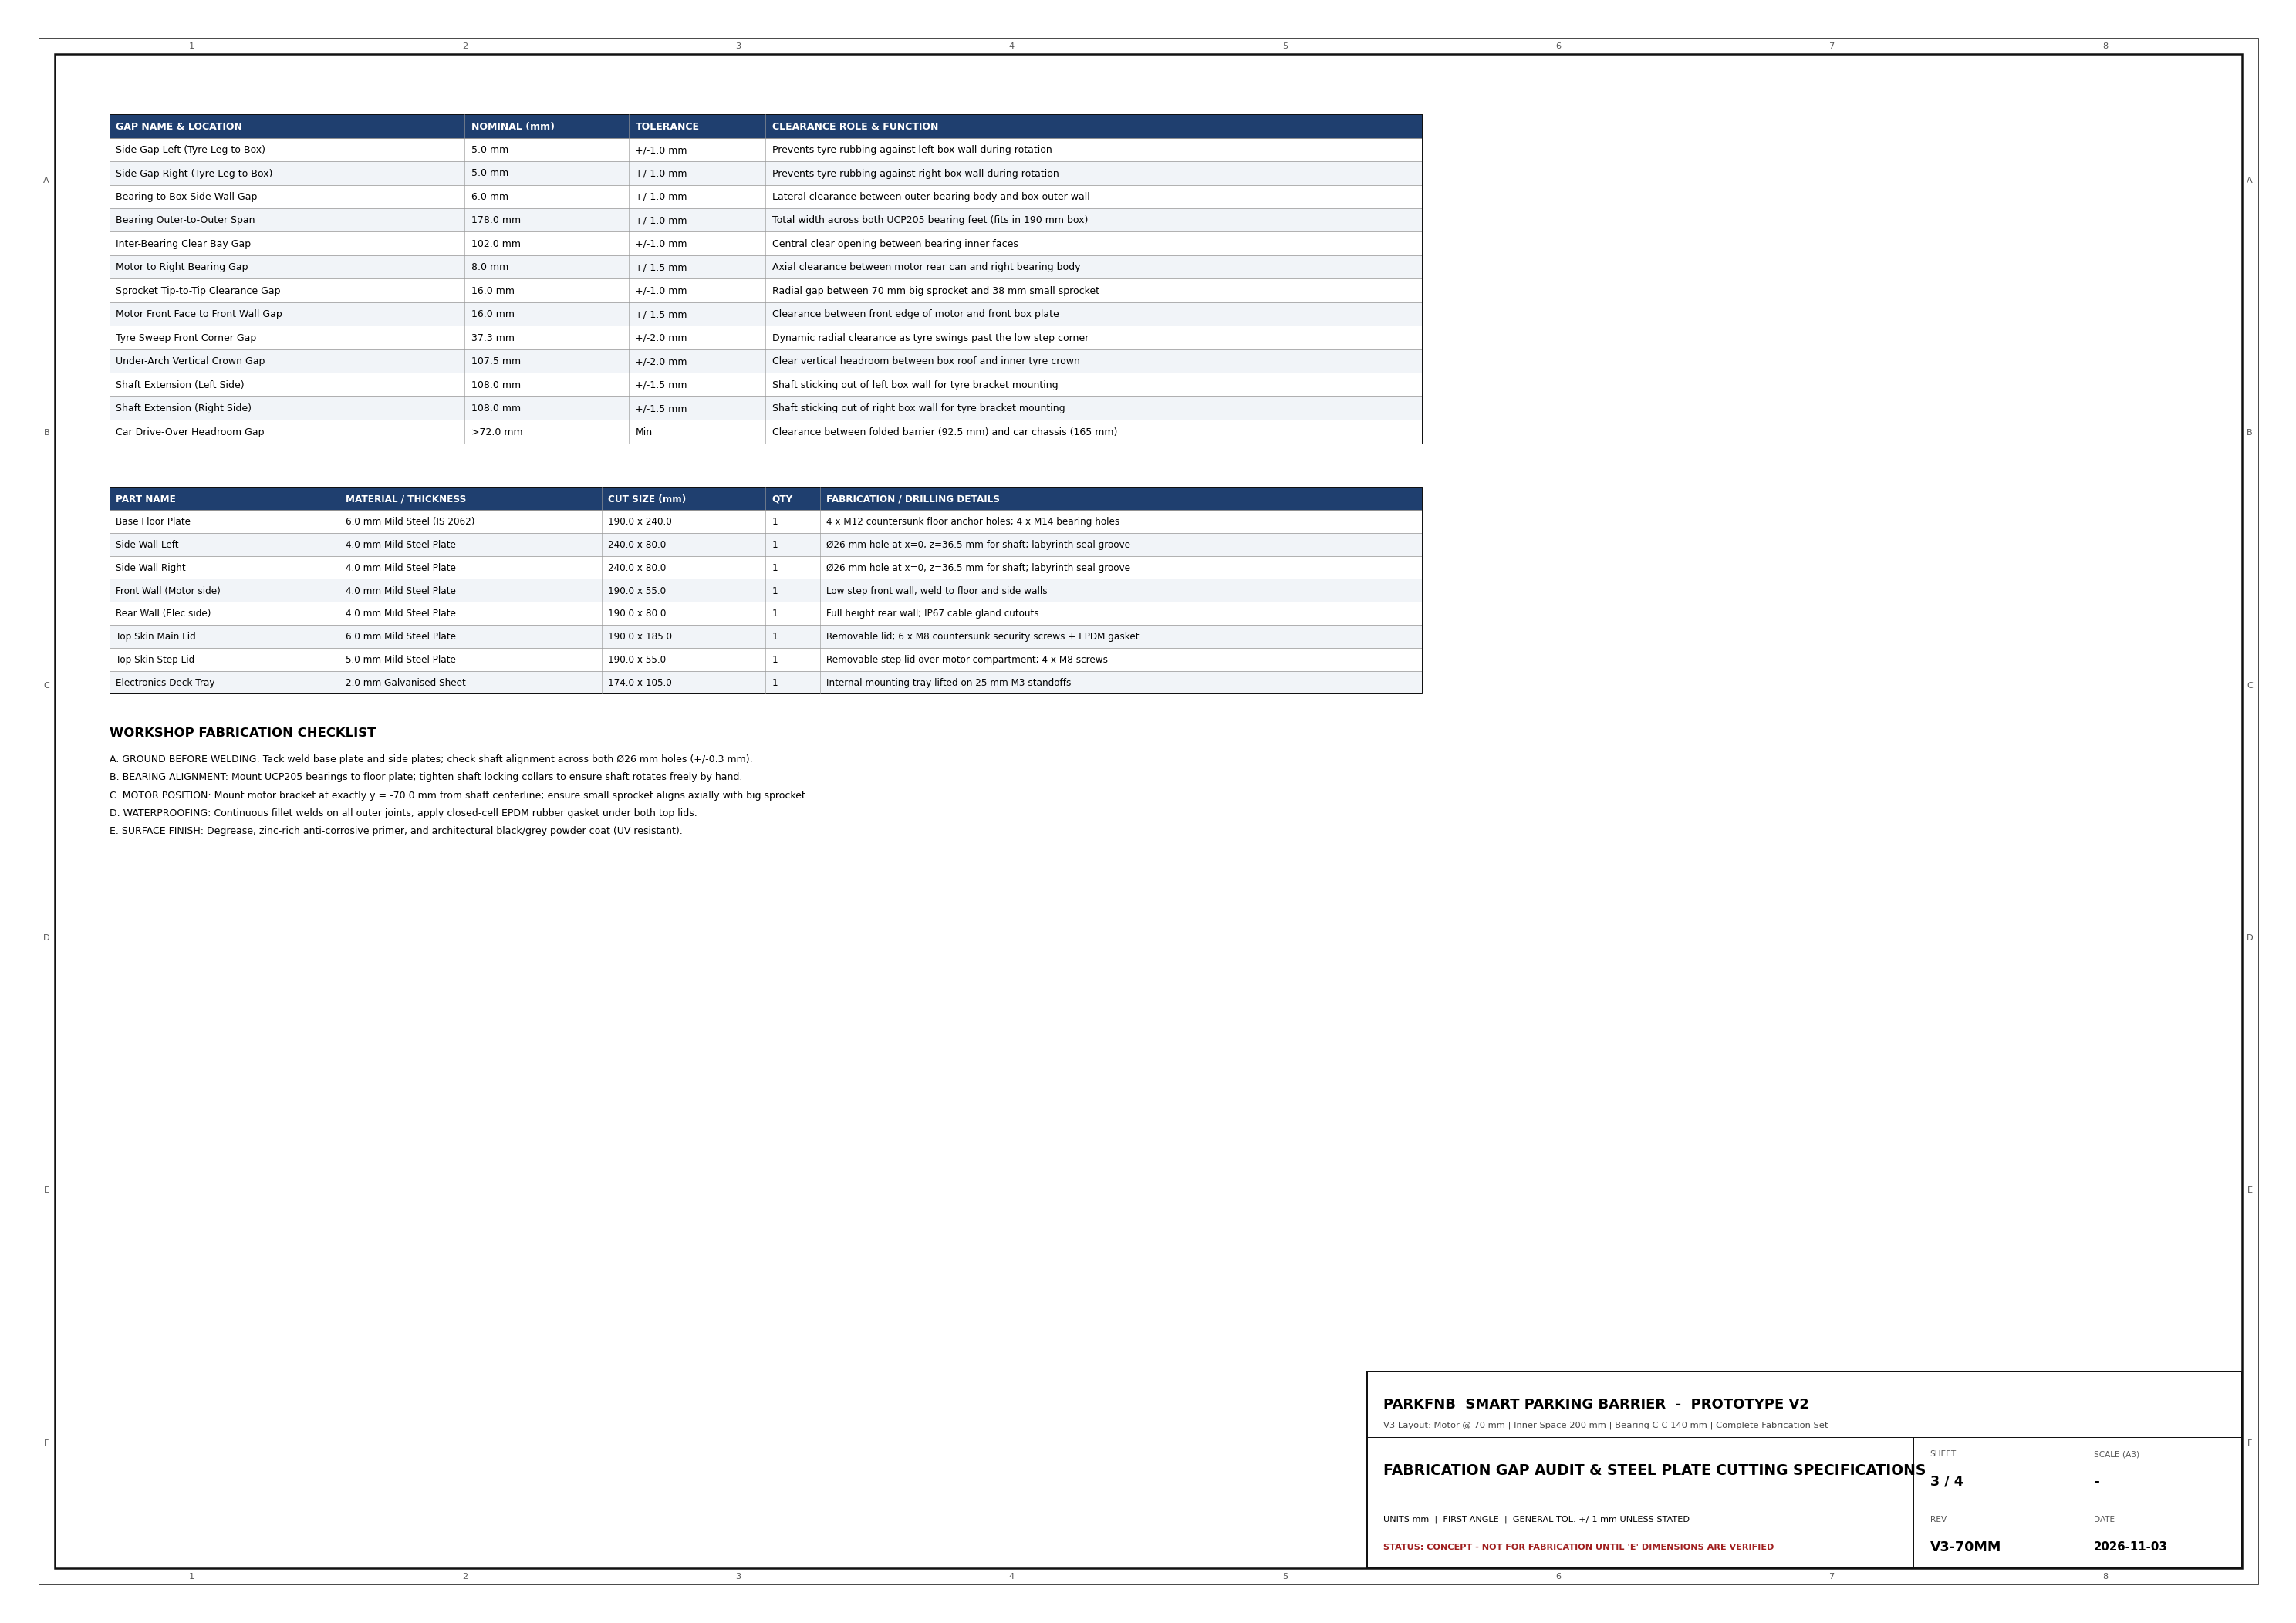 1 2 3 4 5 6 7 8
GAP NAME & LOCATION NOMINAL (mm) TOLERANCE CLEARANCE ROLE & FUNCTION
Side Gap Left (Tyre Leg to Box) 5.0 mm +/-1.0 mm Prevents tyre rubbing against left box wall during rotation
Side Gap Right (Tyre Leg to Box) 5.0 mm +/-1.0 mm Prevents tyre rubbing against right box wall during rotation
A A
Bearing to Box Side Wall Gap 6.0 mm +/-1.0 mm Lateral clearance between outer bearing body and box outer wall
Bearing Outer-to-Outer Span 178.0 mm +/-1.0 mm Total width across both UCP205 bearing feet (fits in 190 mm box)
Inter-Bearing Clear Bay Gap 102.0 mm +/-1.0 mm Central clear opening between bearing inner faces
Motor to Right Bearing Gap 8.0 mm +/-1.5 mm Axial clearance between motor rear can and right bearing body
Sprocket Tip-to-Tip Clearance Gap 16.0 mm +/-1.0 mm Radial gap between 70 mm big sprocket and 38 mm small sprocket
Motor Front Face to Front Wall Gap 16.0 mm +/-1.5 mm Clearance between front edge of motor and front box plate
Tyre Sweep Front Corner Gap 37.3 mm +/-2.0 mm Dynamic radial clearance as tyre swings past the low step corner
Under-Arch Vertical Crown Gap 107.5 mm +/-2.0 mm Clear vertical headroom between box roof and inner tyre crown
Shaft Extension (Left Side) 108.0 mm +/-1.5 mm Shaft sticking out of left box wall for tyre bracket mounting
Shaft Extension (Right Side) 108.0 mm +/-1.5 mm Shaft sticking out of right box wall for tyre bracket mounting
B Car Drive-Over Headroom Gap >72.0 mm Min Clearance between folded barrier (92.5 mm) and car chassis (165 mm) B
PART NAME MATERIAL / THICKNESS CUT SIZE (mm) QTY FABRICATION / DRILLING DETAILS
Base Floor Plate 6.0 mm Mild Steel (IS 2062) 190.0 x 240.0 1 4 x M12 countersunk floor anchor holes; 4 x M14 bearing holes
Side Wall Left 4.0 mm Mild Steel Plate 240.0 x 80.0 1 Ø26 mm hole at x=0, z=36.5 mm for shaft; labyrinth seal groove
Side Wall Right 4.0 mm Mild Steel Plate 240.0 x 80.0 1 Ø26 mm hole at x=0, z=36.5 mm for shaft; labyrinth seal groove
Front Wall (Motor side) 4.0 mm Mild Steel Plate 190.0 x 55.0 1 Low step front wall; weld to floor and side walls
Rear Wall (Elec side) 4.0 mm Mild Steel Plate 190.0 x 80.0 1 Full height rear wall; IP67 cable gland cutouts
Top Skin Main Lid 6.0 mm Mild Steel Plate 190.0 x 185.0 1 Removable lid; 6 x M8 countersunk security screws + EPDM gasket
Top Skin Step Lid 5.0 mm Mild Steel Plate 190.0 x 55.0 1 Removable step lid over motor compartment; 4 x M8 screws
C Electronics Deck Tray 2.0 mm Galvanised Sheet 174.0 x 105.0 1 Internal mounting tray lifted on 25 mm M3 standoffs C
WORKSHOP FABRICATION CHECKLIST
A. GROUND BEFORE WELDING: Tack weld base plate and side plates; check shaft alignment across both Ø26 mm holes (+/-0.3 mm).
B. BEARING ALIGNMENT: Mount UCP205 bearings to floor plate; tighten shaft locking collars to ensure shaft rotates freely by hand.
C. MOTOR POSITION: Mount motor bracket at exactly y = -70.0 mm from shaft centerline; ensure small sprocket aligns axially with big sprocket.
D. WATERPROOFING: Continuous fillet welds on all outer joints; apply closed-cell EPDM rubber gasket under both top lids.
E. SURFACE FINISH: Degrease, zinc-rich anti-corrosive primer, and architectural black/grey powder coat (UV resistant).
D D
E E
PARKFNB SMART PARKING BARRIER - PROTOTYPE V2
V3 Layout: Motor @ 70 mm | Inner Space 200 mm | Bearing C-C 140 mm | Complete Fabrication Set
F F
FABRICATION GAP AUDIT & STEEL PLATE CUTTING SPECIFICATIONS
SHEET SCALE (A3)
3 / 4 -
UNITS mm | FIRST-ANGLE | GENERAL TOL. +/-1 mm UNLESS STATED
STATUS: CONCEPT - NOT FOR FABRICATION UNTIL 'E' DIMENSIONS ARE VERIFIED
REV DATE
V3-70MM 2026-11-03
1 2 3 4 5 6 7 8